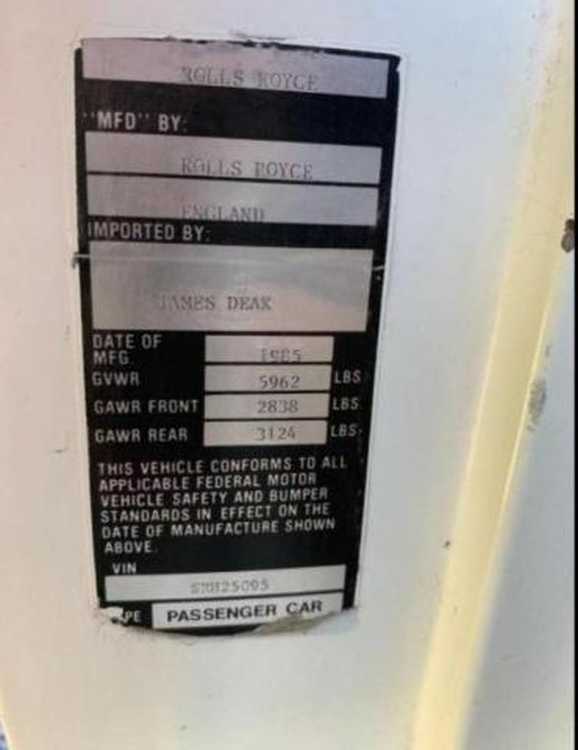 ROLLS ROYCE
"MFD" BY:
ROLLS ROYCE
ENGLAND
IMPORTED BY:
JAMES DEAK
DATE OF
MFG. 1985
GVWR 5962 LBS
GAWR FRONT 2838 LBS
GAWR REAR 3124 LBS
THIS VEHICLE CONFORMS TO ALL
APPLICABLE FEDERAL MOTOR
VEHICLE SAFETY AND BUMPER
STANDARDS IN EFFECT ON THE
DATE OF MANUFACTURE SHOWN
ABOVE.
VIN
PASSENGER CAR